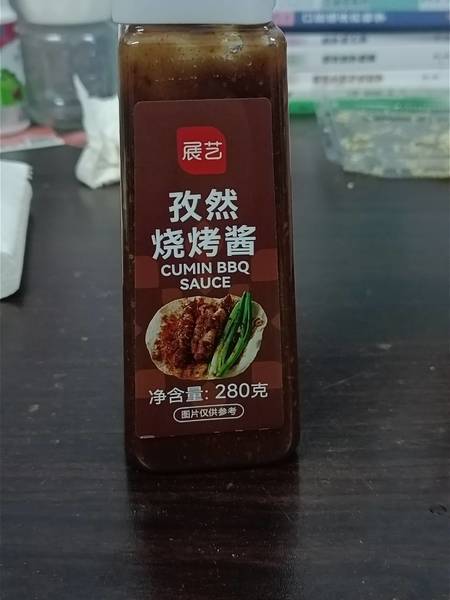 展艺
孜然
烧烤酱
CUMIN BBQ
SAUCE
净含量: 280克
图片仅供参考